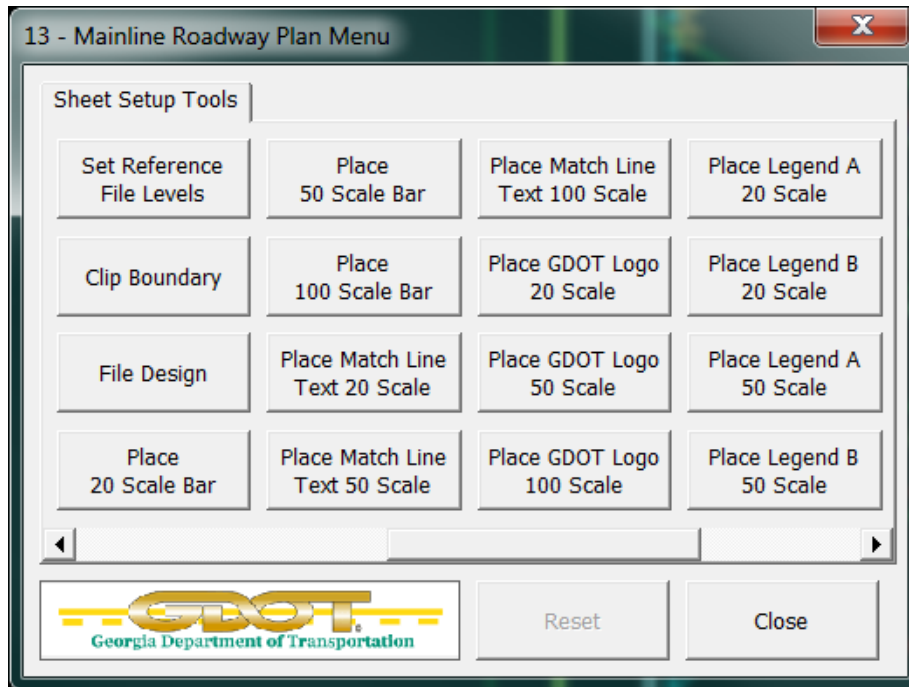 13 - Mainline Roadway Plan Menu
X
Sheet Setup Tools
Set Reference
File Levels
Place
50 Scale Bar
Place Match Line
Text 100 Scale
Place Legend A
20 Scale
Clip Boundary
Place
100 Scale Bar
Place GDOT Logo
20 Scale
Place Legend B
20 Scale
File Design
Place Match Line
Text 20 Scale
Place GDOT Logo
50 Scale
Place Legend A
50 Scale
Place
20 Scale Bar
Place Match Line
Text 50 Scale
Place GDOT Logo
100 Scale
Place Legend B
50 Scale
GDOT
Georgia Department of Transportation
Reset
Close